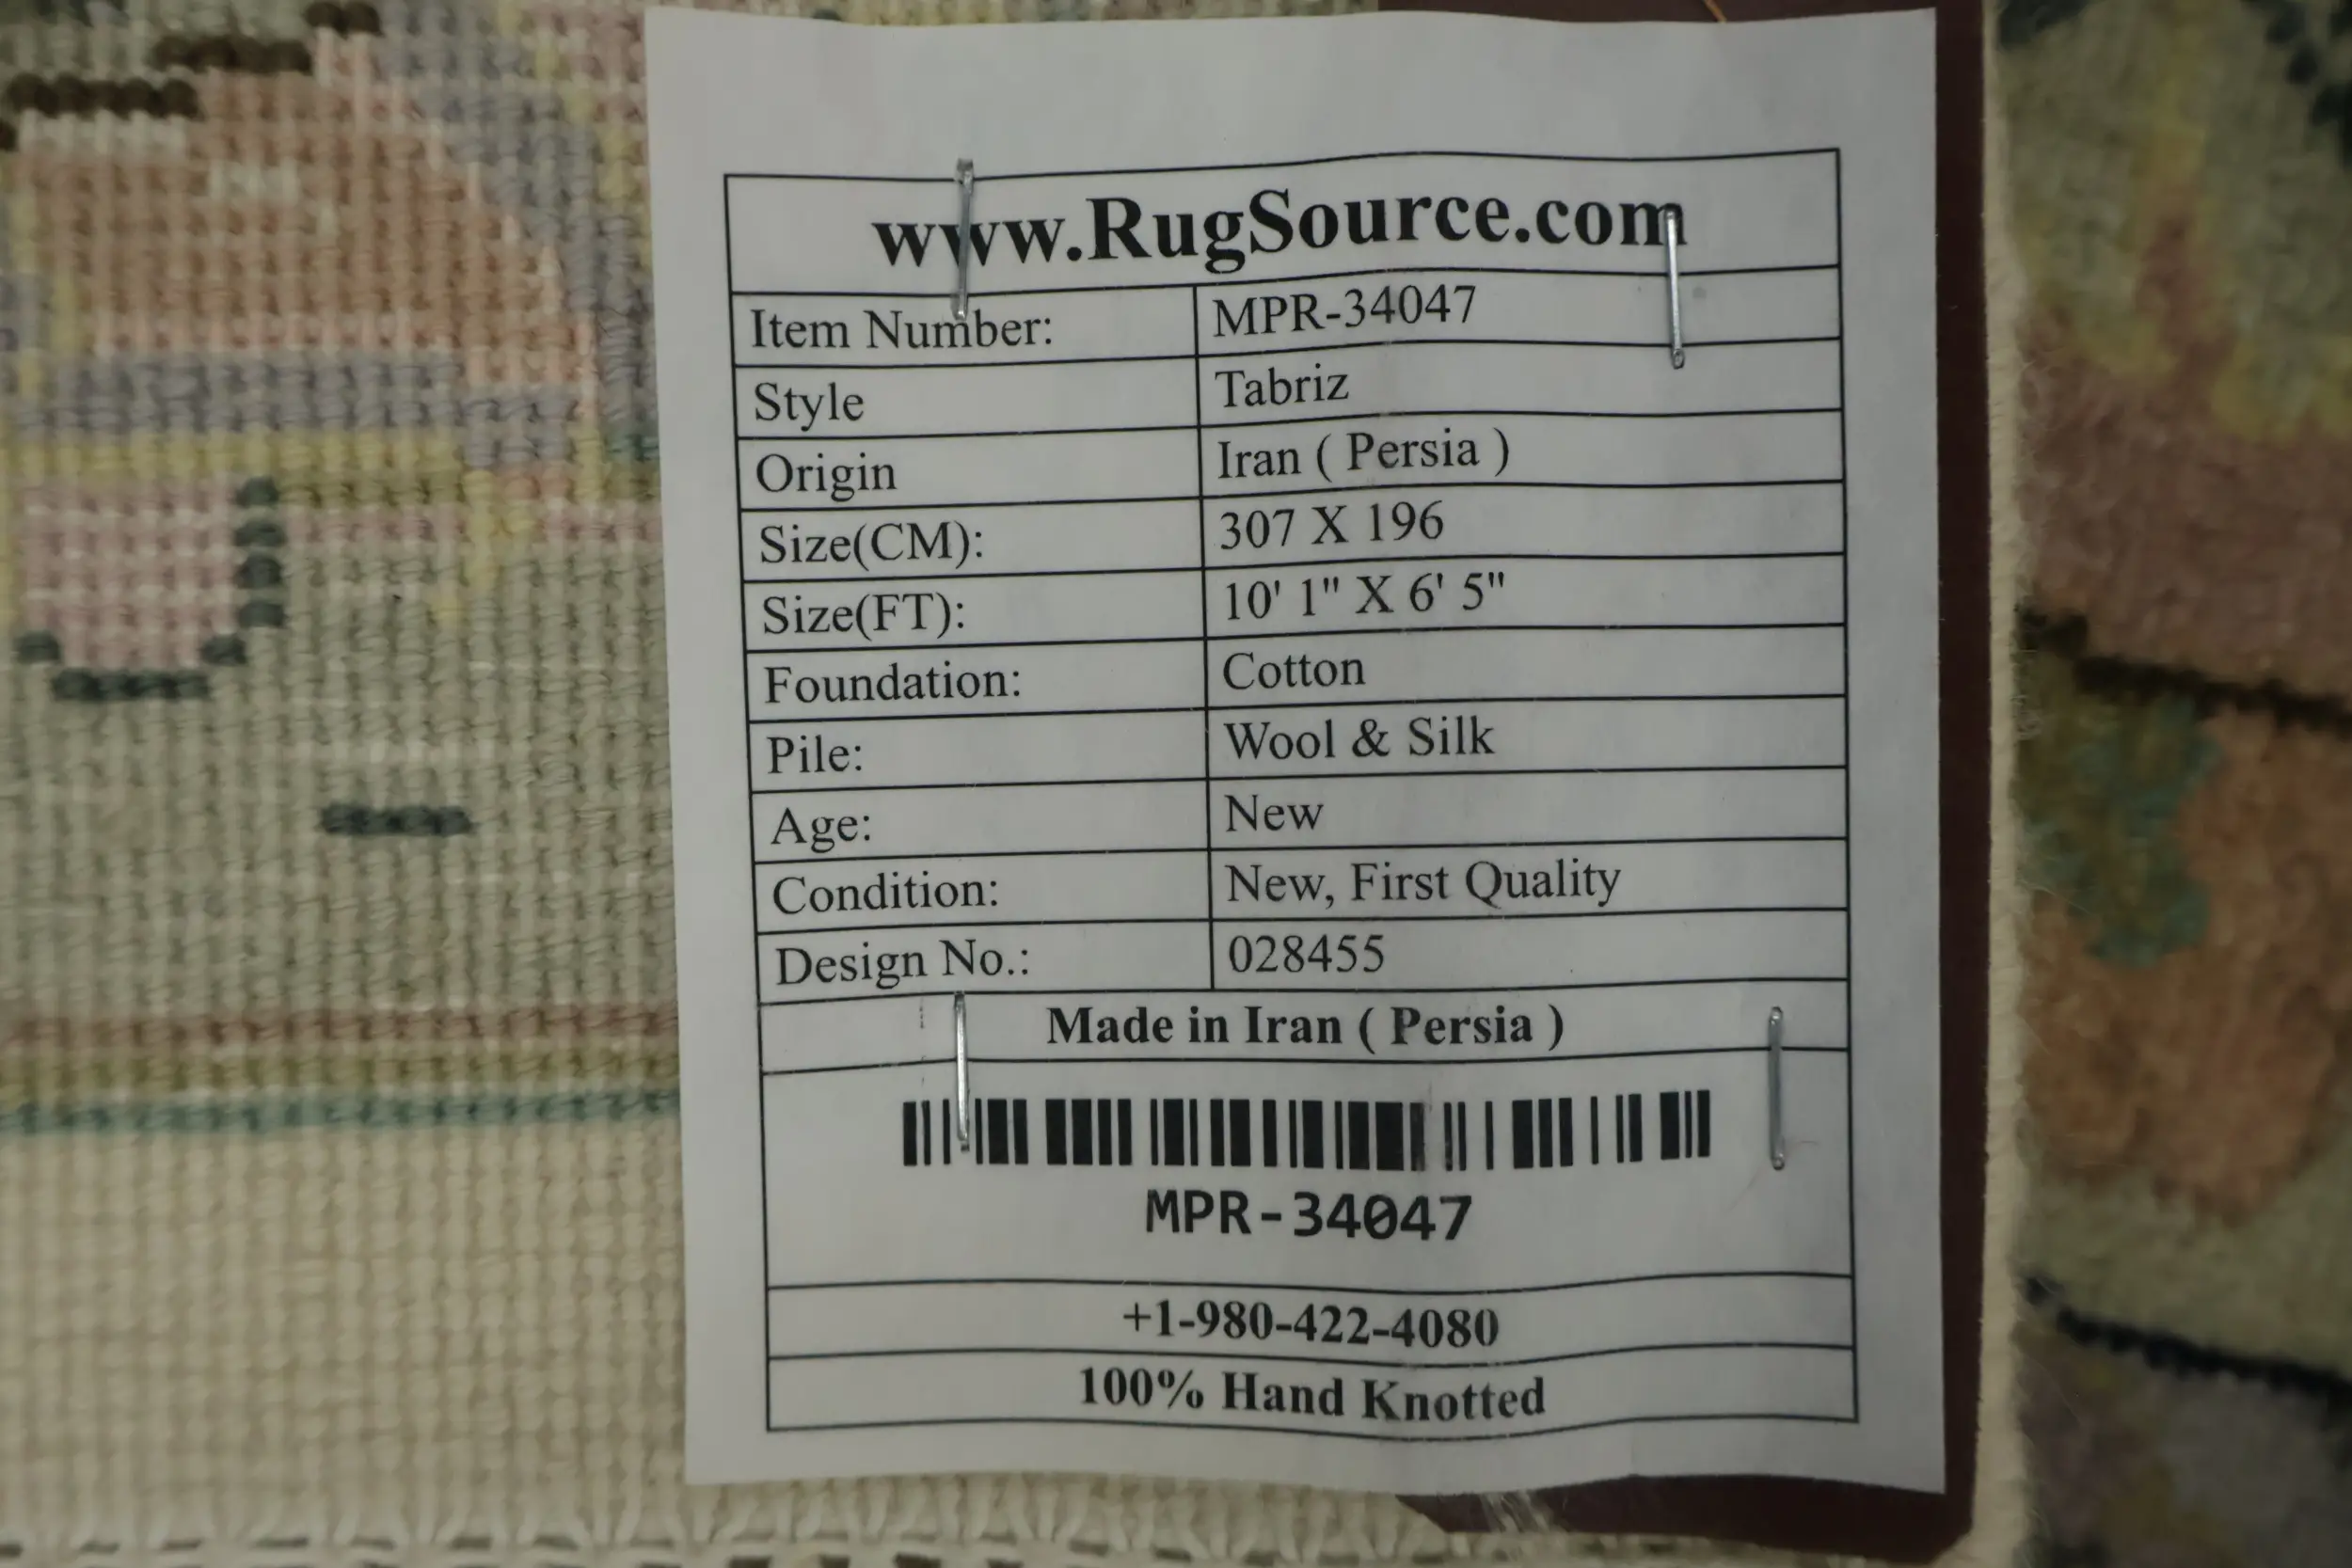 www.RugSource.com
Item Number: MPR-34047
Style Tabriz
Origin Iran ( Persia )
Size(CM): 307 X 196
Size(FT): 10' 1" X 6' 5"
Foundation: Cotton
Pile: Wool & Silk
Age: New
Condition: New, First Quality
Design No.: 028455
Made in Iran ( Persia )
MPR-34047
+1-980-422-4080
100% Hand Knotted